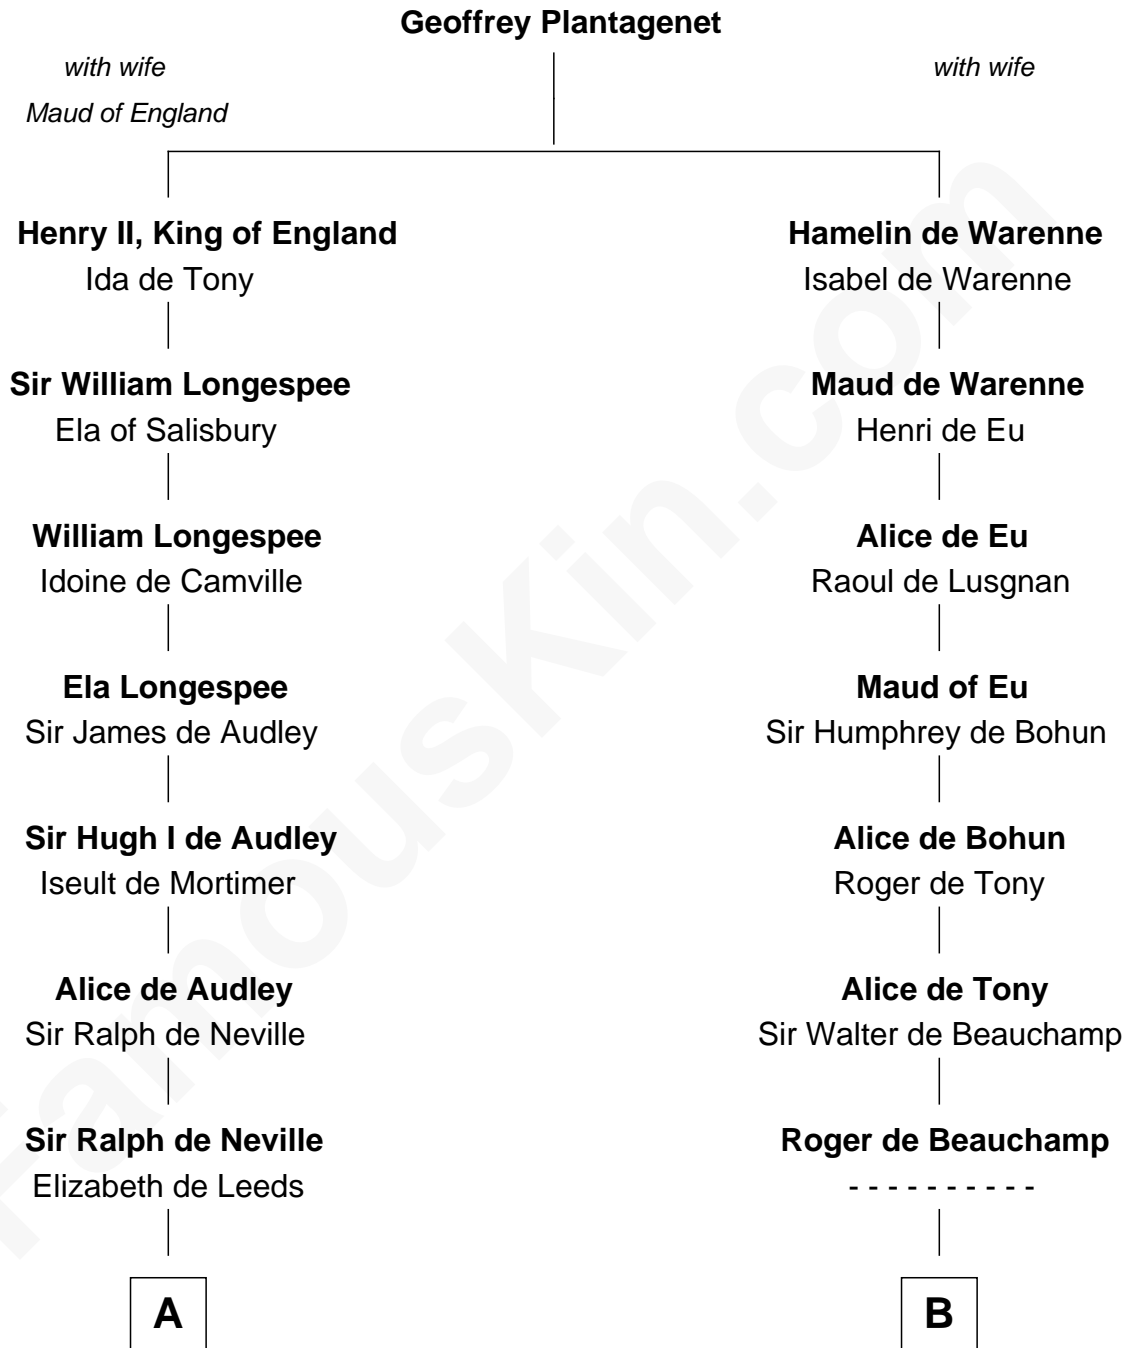 Geoffrey Plantagenet
with wife
Maud of England
with wife
Henry II, King of England
Ida de Tony
Hamelin de Warenne
Isabel de Warenne
Sir William Longespee
Ela of Salisbury
Maud de Warenne
Henri de Eu
William Longespee
Idoine de Camville
Alice de Eu
Raoul de Lusgnan
Ela Longespee
Sir James de Audley
Maud of Eu
Sir Humphrey de Bohun
Sir Hugh I de Audley
Iseult de Mortimer
Alice de Bohun
Roger de Tony
Alice de Audley
Sir Ralph de Neville
Alice de Tony
Sir Walter de Beauchamp
Sir Ralph de Neville
Elizabeth de Leeds
Roger de Beauchamp
- - - - - - - - - -
A
B
FamousKin.com